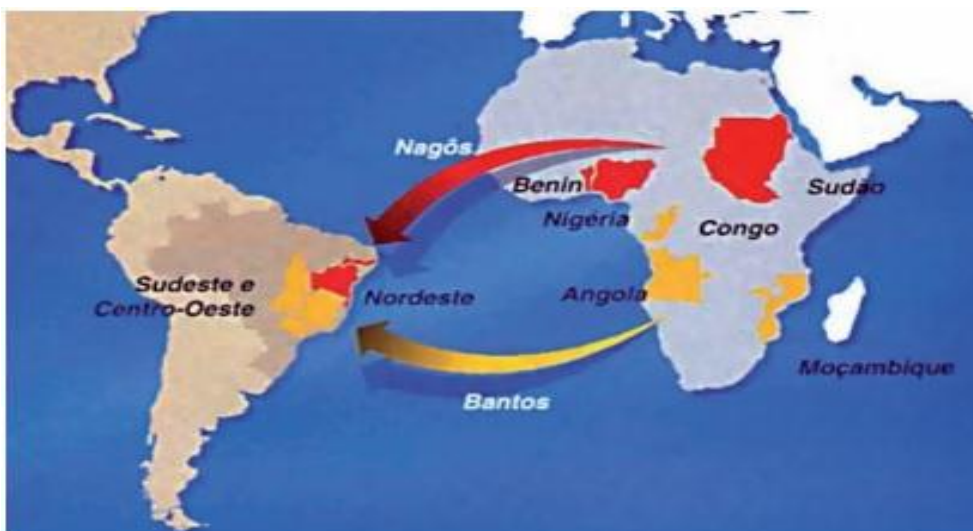 Nagôs
Benin
Sudão
Nigéria
Congo
Sudeste e
Centro-Oeste
Nordeste
Angola
Moçambique
Bantos